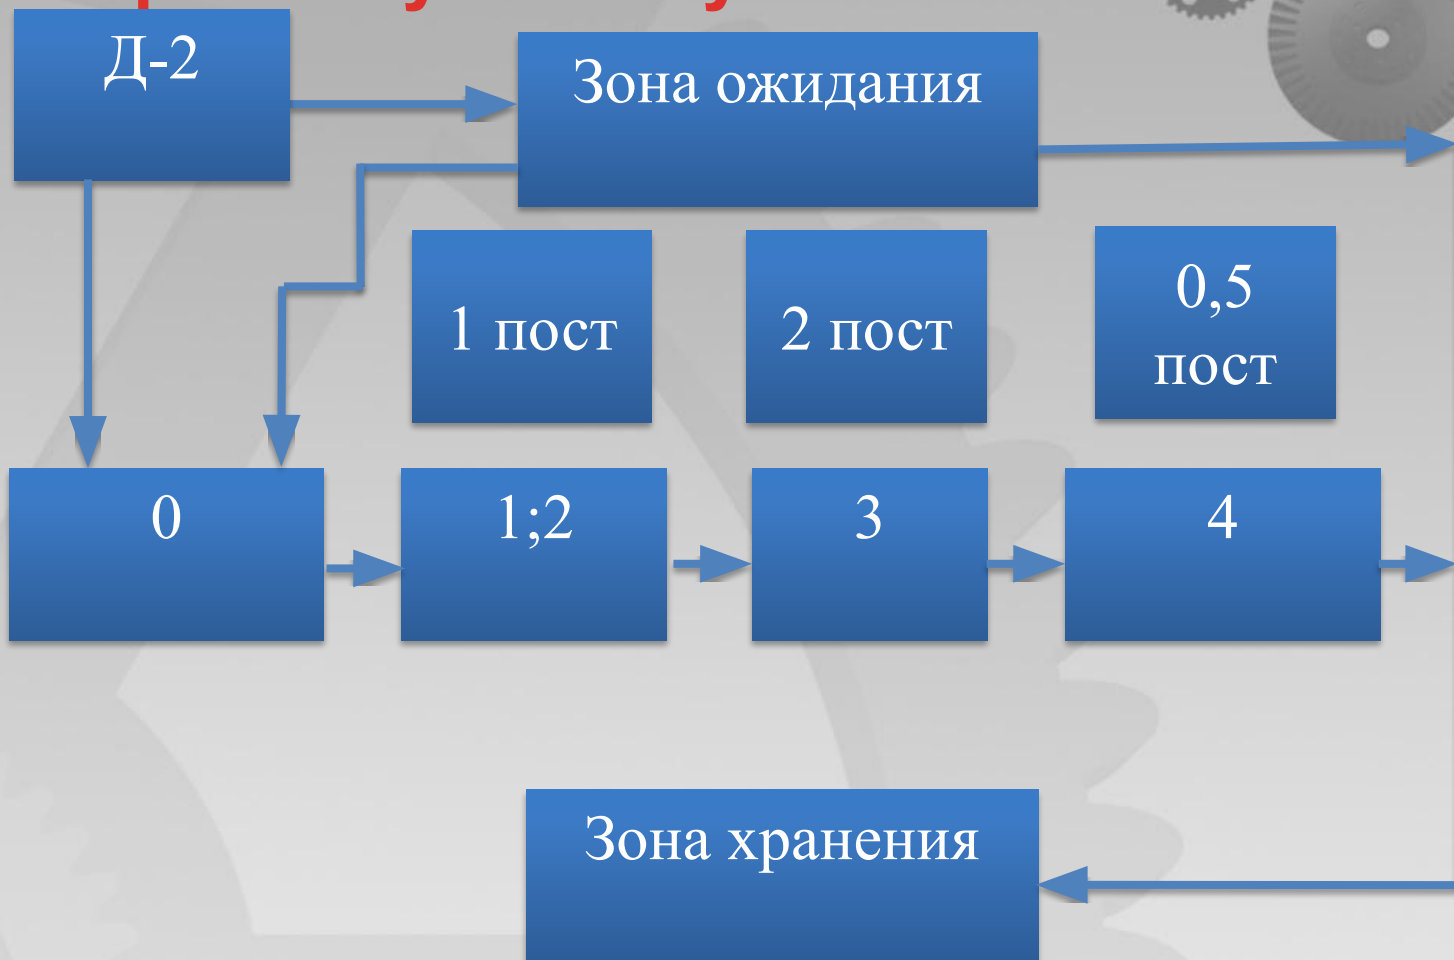 Д-2
Зона ожидания
1 пост
2 пост
0,5
пост
0
1;2
3
4
Зона хранения